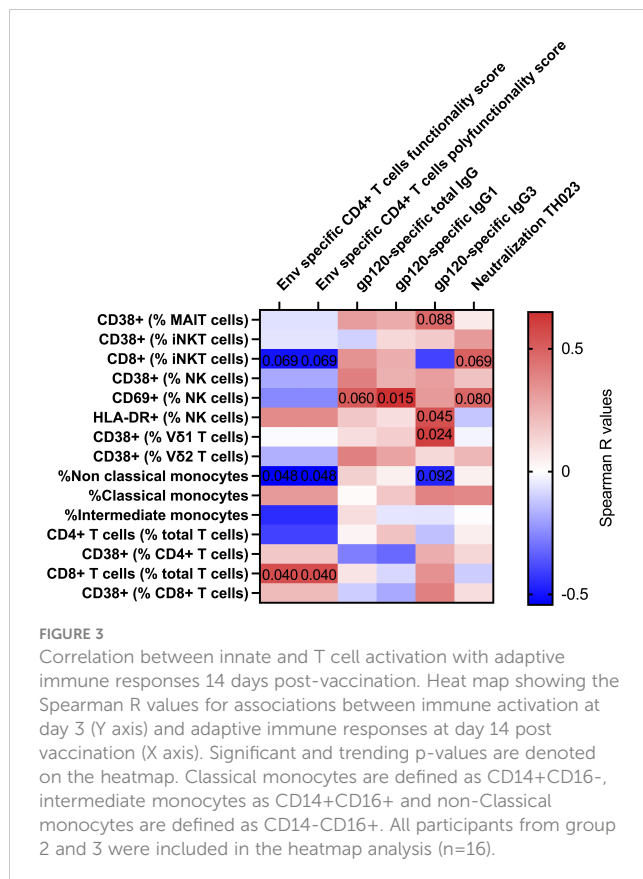 Env specific CD4+ T cells functionality score
Env specific CD4+ T cells polyfunctionality score
gp120-specific total IgG
gp120-specific IgG1
gp120-specific IgG3
Neutralization TH023
CD38+ (% MAIT cells) 0.088
CD38+ (% iNKT cells)
CD8+ (% iNKT cells) 0.069 0.069 0.069
CD38+ (% NK cells)
CD69+ (% NK cells) 0.060 0.015 0.080
HLA-DR+ (% NK cells) 0.045
CD38+ (% Vδ1 T cells) 0.024
CD38+ (% Vδ2 T cells)
%Non classical monocytes 0.048 0.048 0.092
%Classical monocytes
%Intermediate monocytes
CD4+ T cells (% total T cells)
CD38+ (% CD4+ T cells)
CD8+ T cells (% total T cells) 0.040 0.040
CD38+ (% CD8+ T cells)
0.5
0
-0.5
Spearman R values
FIGURE 3
Correlation between innate and T cell activation with adaptive
immune responses 14 days post-vaccination. Heat map showing the
Spearman R values for associations between immune activation at
day 3 (Y axis) and adaptive immune responses at day 14 post
vaccination (X axis). Significant and trending p-values are denoted
on the heatmap. Classical monocytes are defined as CD14+CD16-,
intermediate monocytes as CD14+CD16+ and non-Classical
monocytes are defined as CD14-CD16+. All participants from group
2 and 3 were included in the heatmap analysis (n=16).